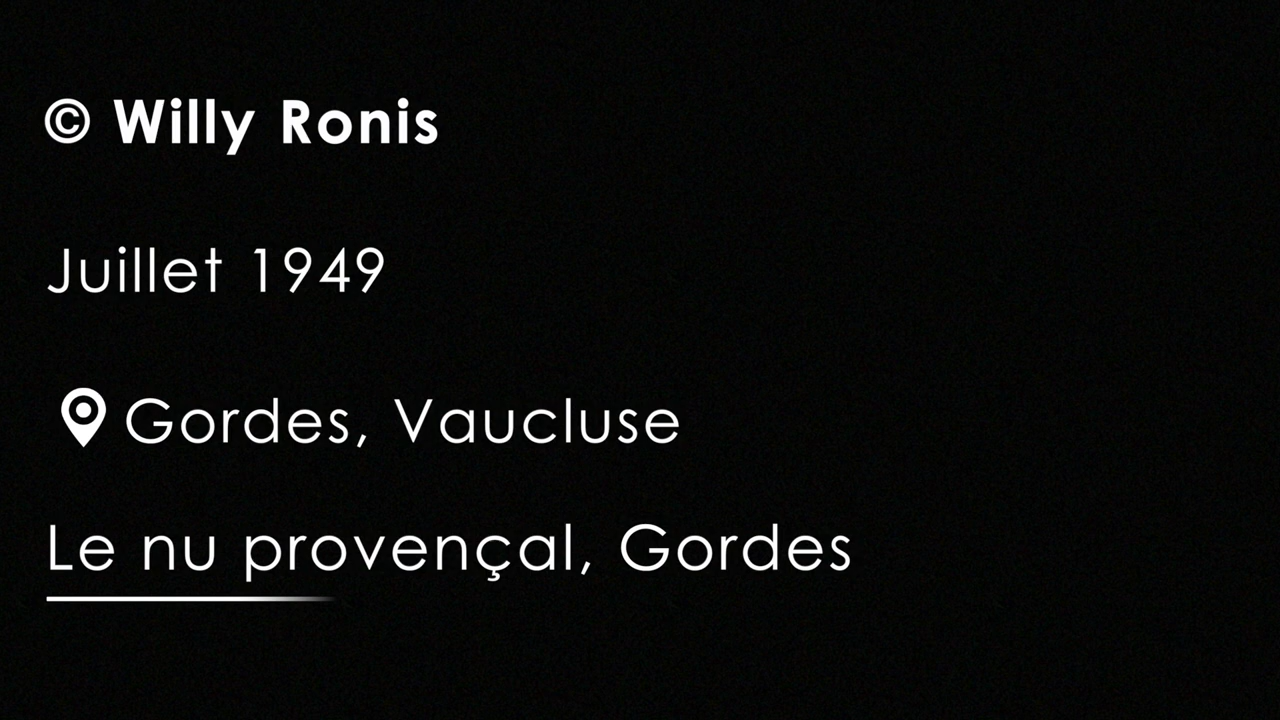 © Willy Ronis
Juillet 1949
Gordes, Vaucluse
Le nu provençal, Gordes